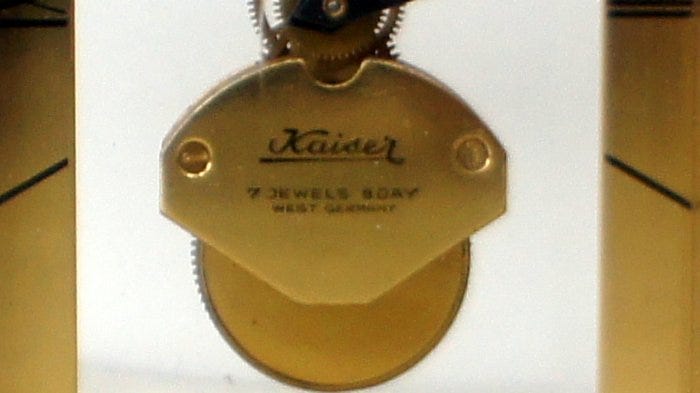 Kaiser
7 JEWELS 8 DAY
WEST GERMANY